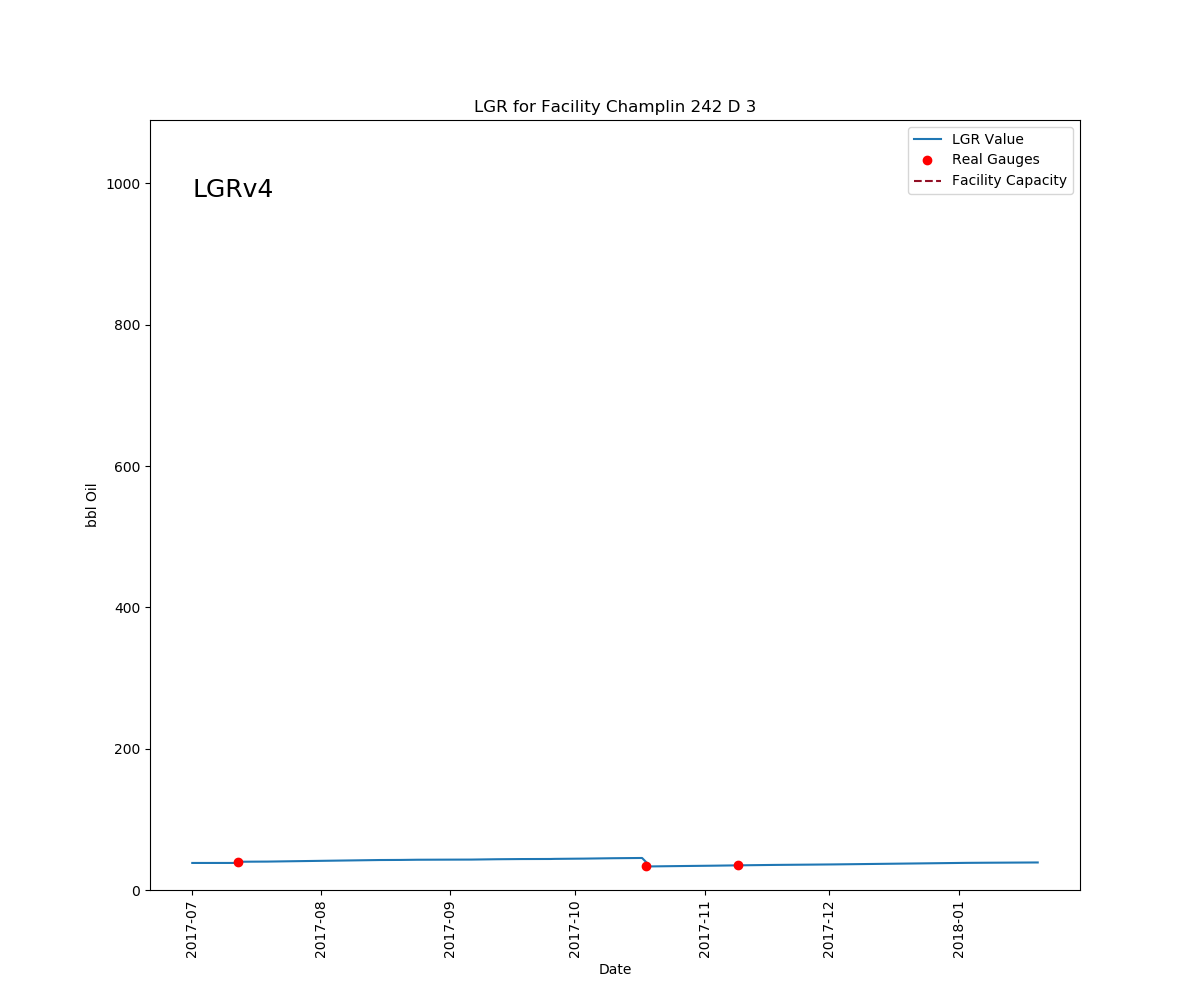 LGR for Facility Champlin 242 D 3
LGR Value
Real Gauges
Facility Capacity
LGRv4
1000
800
600
400
200
0
bbl Oil
2017-07
2017-08
2017-09
2017-10
2017-11
2017-12
2018-01
Date